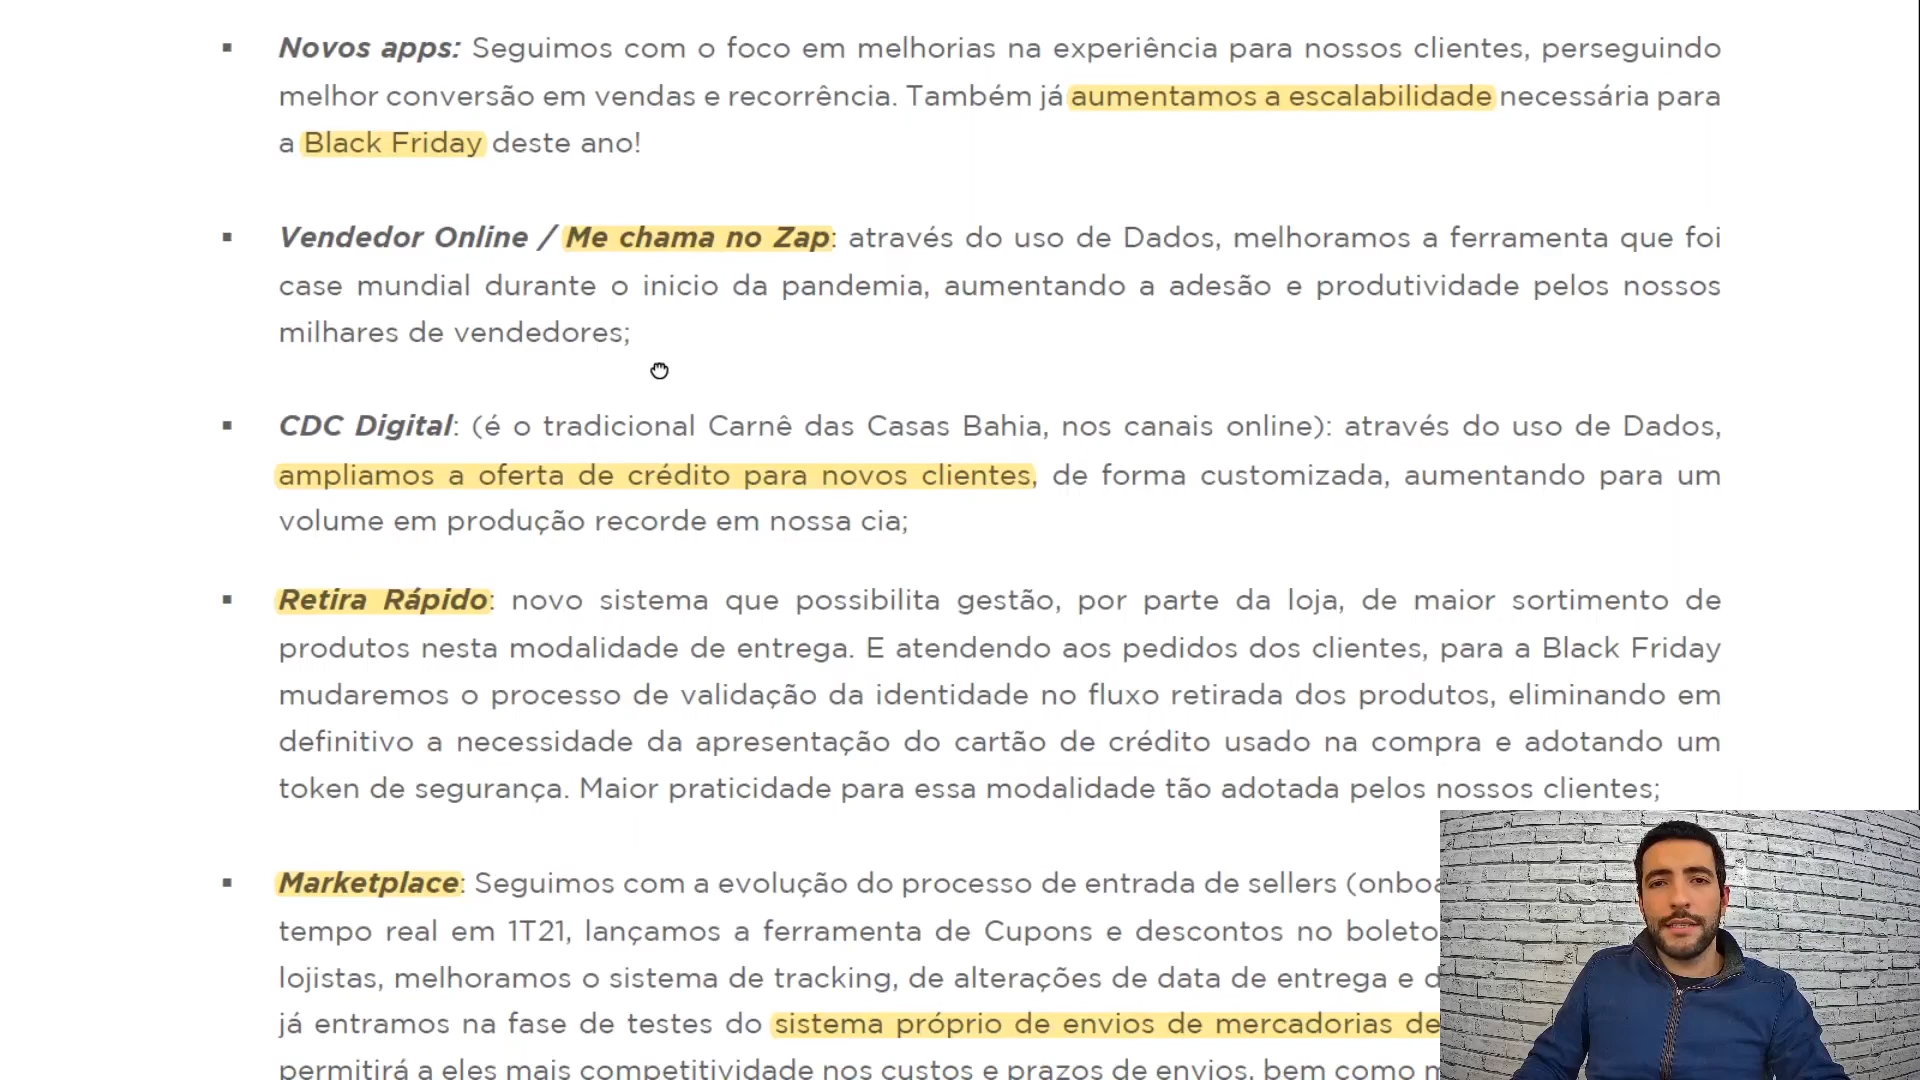 ▪ Novos apps: Seguimos com o foco em melhorias na experiência para nossos clientes, perseguindo
melhor conversão em vendas e recorrência. Também já aumentamos a escalabilidade necessária para
a Black Friday deste ano!
▪ Vendedor Online / Me chama no Zap: através do uso de Dados, melhoramos a ferramenta que foi
case mundial durante o inicio da pandemia, aumentando a adesão e produtividade pelos nossos
milhares de vendedores;
▪ CDC Digital: (é o tradicional Carnê das Casas Bahia, nos canais online): através do uso de Dados,
ampliamos a oferta de crédito para novos clientes, de forma customizada, aumentando para um
volume em produção recorde em nossa cia;
▪ Retira Rápido: novo sistema que possibilita gestão, por parte da loja, de maior sortimento de
produtos nesta modalidade de entrega. E atendendo aos pedidos dos clientes, para a Black Friday
mudaremos o processo de validação da identidade no fluxo retirada dos produtos, eliminando em
definitivo a necessidade da apresentação do cartão de crédito usado na compra e adotando um
token de segurança. Maior praticidade para essa modalidade tão adotada pelos nossos clientes;
▪ Marketplace: Seguimos com a evolução do processo de entrada de sellers
tempo real em 1T21, lançamos a ferramenta de Cupons e descontos no boleto
lojistas, melhoramos o sistema de tracking, de alterações de data de entrega e
já entramos na fase de testes do sistema próprio de envios de mercadorias de
permitirá a eles mais competitividade nos custos e prazos de envios, bem como